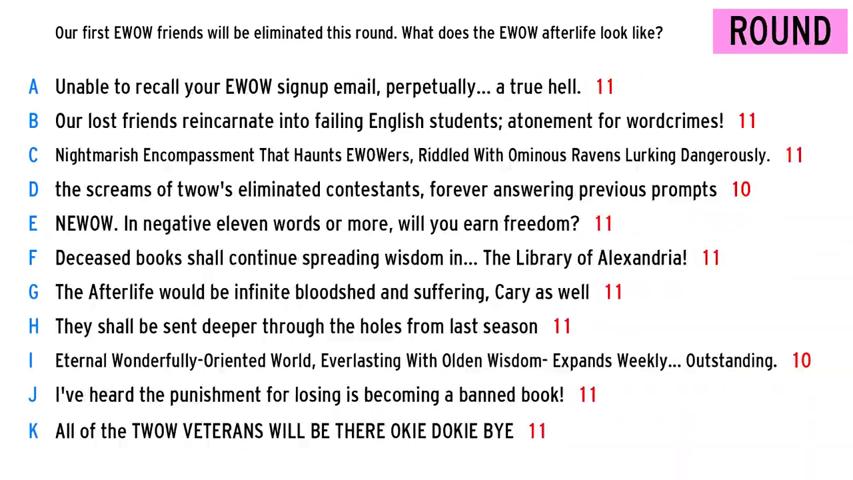 Our first EWOW friends will be eliminated this round. What does the EWOW afterlife look like?
ROUND
A Unable to recall your EWOW signup email, perpetually... a true hell. 11
B Our lost friends reincarnate into failing English students; atonement for wordcrimes! 11
C Nightmarish Encompassment That Haunts EWOWers, Riddled With Ominous Ravens Lurking Dangerously. 11
D the screams of twow's eliminated contestants, forever answering previous prompts 10
E NEWOW. In negative eleven words or more, will you earn freedom? 11
F Deceased books shall continue spreading wisdom in... The Library of Alexandria! 11
G The Afterlife would be infinite bloodshed and suffering, Cary as well 11
H They shall be sent deeper through the holes from last season 11
I Eternal Wonderfully-Oriented World, Everlasting With Olden Wisdom- Expands Weekly... Outstanding. 10
J I've heard the punishment for losing is becoming a banned book! 11
K All of the TWOW VETERANS WILL BE THERE OKIE DOKIE BYE 11